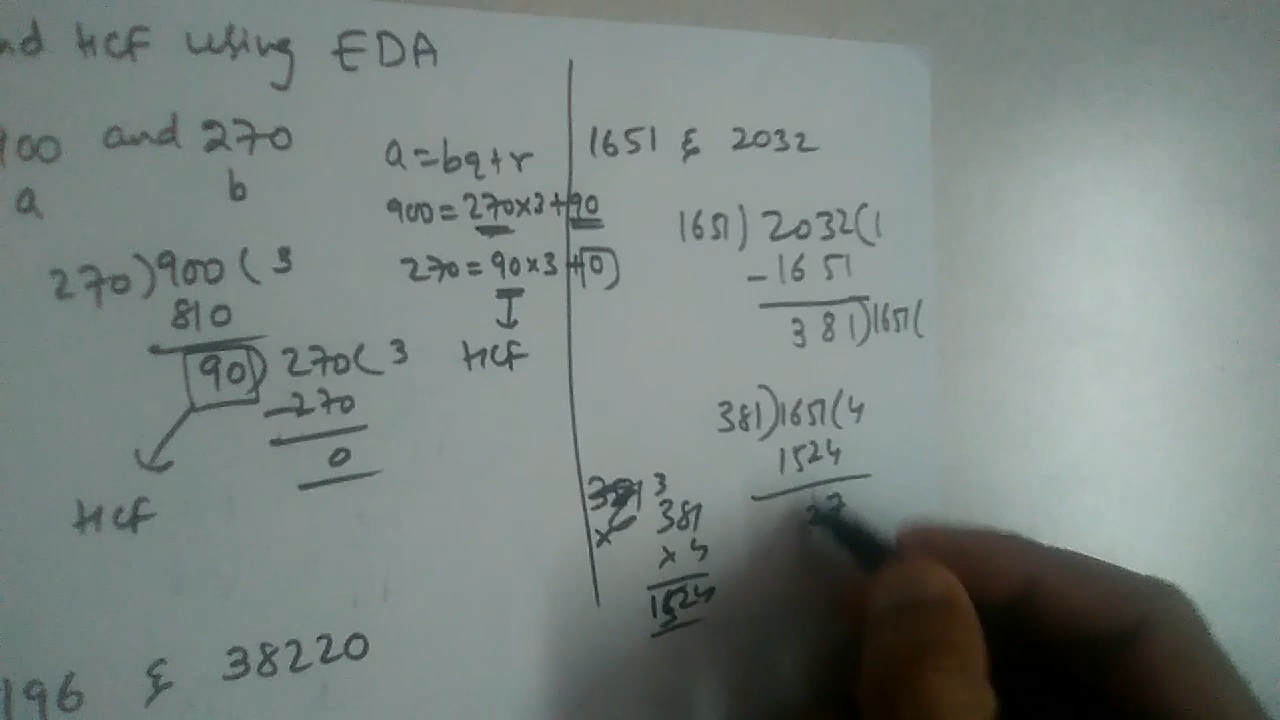 nd HCF using EDA
900 and 270
a b
270)900(3
810
90)270(3
-270
0
HCF
a=bq+r
900=270×3+90
270=90×3+0
HCF
1651 & 2032
1651)2032(1
-1651
381)1651(
381)1651(4
1524
27
3
381
×4
1524
196 & 38220